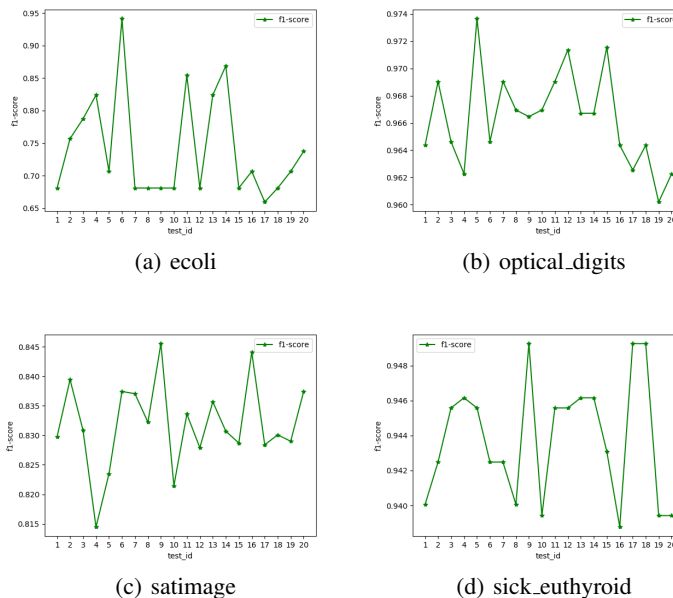 0.95
0.90
0.85
0.80
0.75
0.70
0.65
f1-score
f1-score
1 2 3 4 5 6 7 8 9 10 11 12 13 14 15 16 17 18 19 20
test_id
(a) ecoli
0.974
0.972
0.970
0.968
0.966
0.964
0.962
0.960
f1-score
f1-score
1 2 3 4 5 6 7 8 9 10 11 12 13 14 15 16 17 18 19 20
test_id
(b) optical_digits
0.845
0.840
0.835
0.830
0.825
0.820
0.815
f1-score
f1-score
1 2 3 4 5 6 7 8 9 10 11 12 13 14 15 16 17 18 19 20
test_id
(c) satimage
0.948
0.946
0.944
0.942
0.940
f1-score
f1-score
1 2 3 4 5 6 7 8 9 10 11 12 13 14 15 16 17 18 19 20
test_id
(d) sick_euthyroid